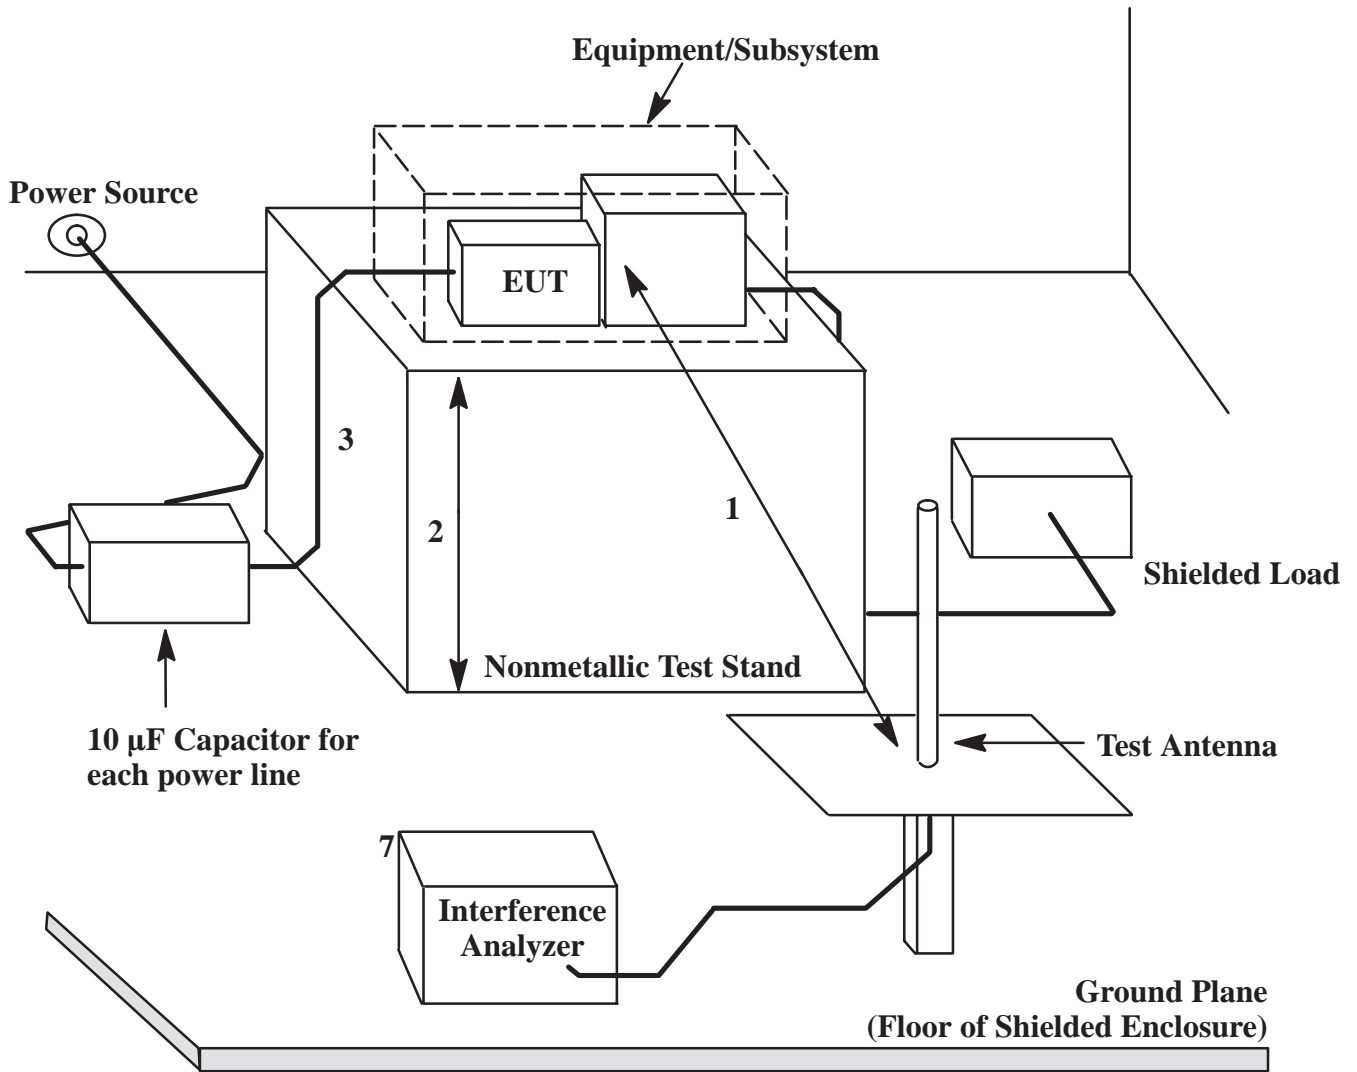 Equipment/Subsystem
Power Source
EUT
3
1
2
Shielded Load
Nonmetallic Test Stand
10 µF Capacitor for
each power line
Test Antenna
7
Interference
Analyzer
Ground Plane
(Floor of Shielded Enclosure)